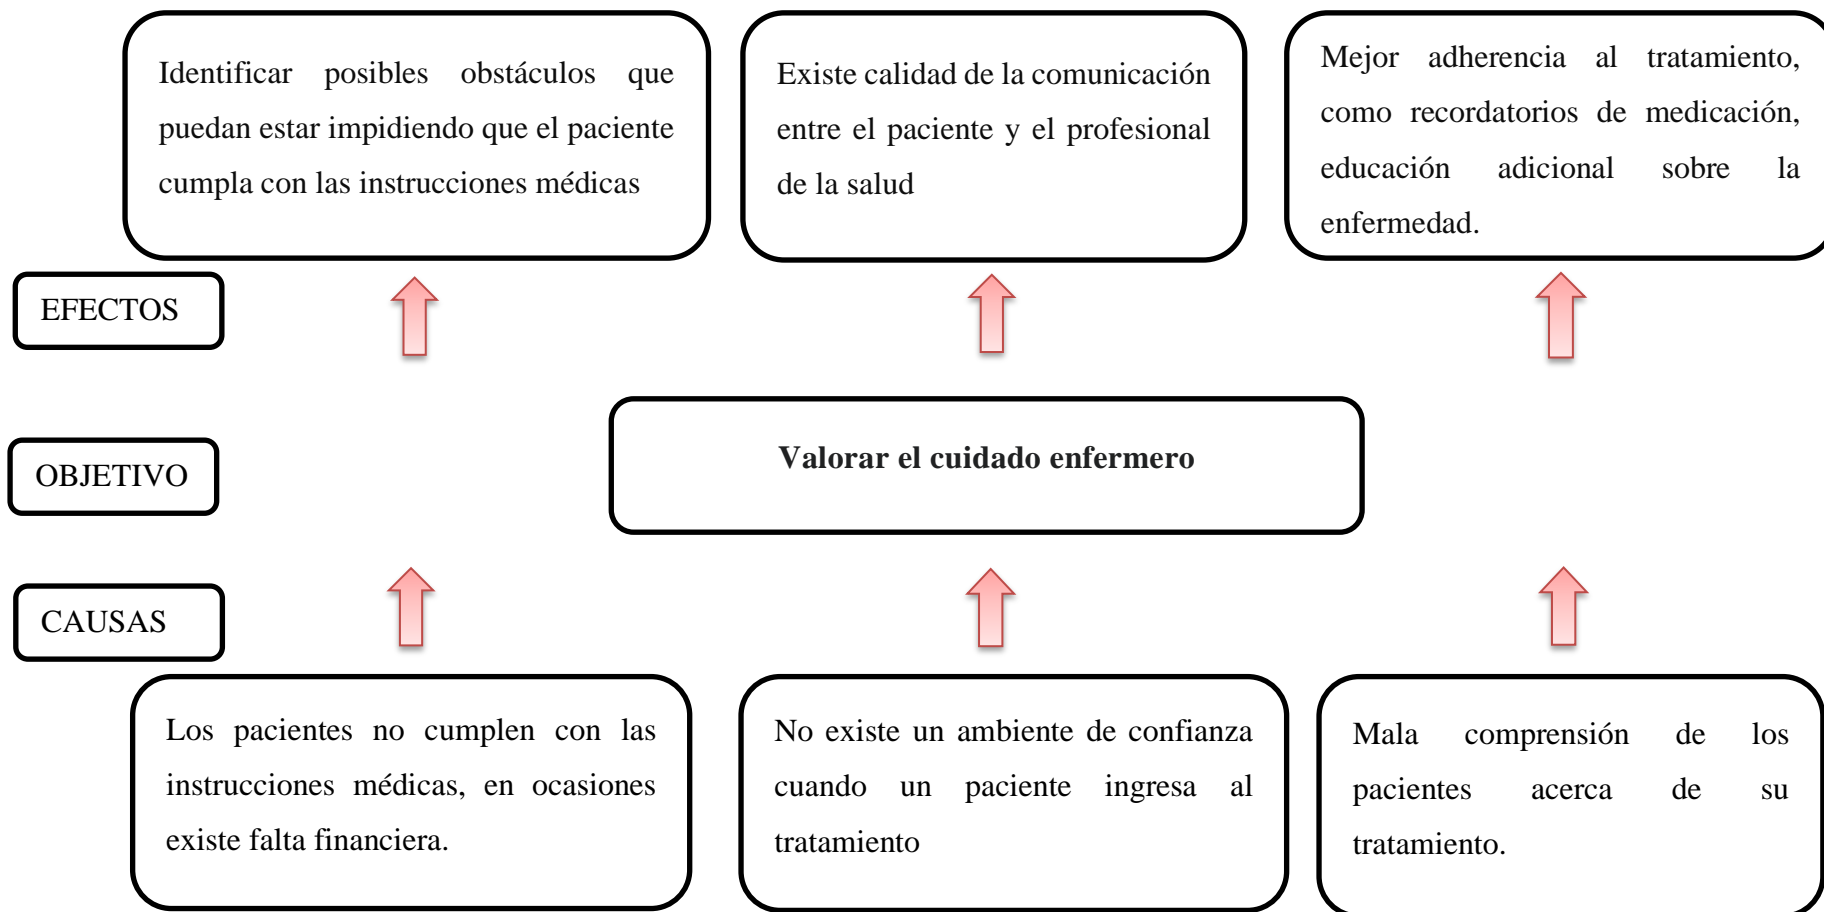 Identificar posibles obstáculos que
puedan estar impidiendo que el paciente
cumpla con las instrucciones médicas
Existe calidad de la comunicación
entre el paciente y el profesional
de la salud
Mejor adherencia al tratamiento,
como recordatorios de medicación,
educación adicional sobre la
enfermedad.
EFECTOS
Valorar el cuidado enfermero
OBJETIVO
CAUSAS
Los pacientes no cumplen con las
instrucciones médicas, en ocasiones
existe falta financiera.
No existe un ambiente de confianza
cuando un paciente ingresa al
tratamiento
Mala comprensión de los
pacientes acerca de su
tratamiento.